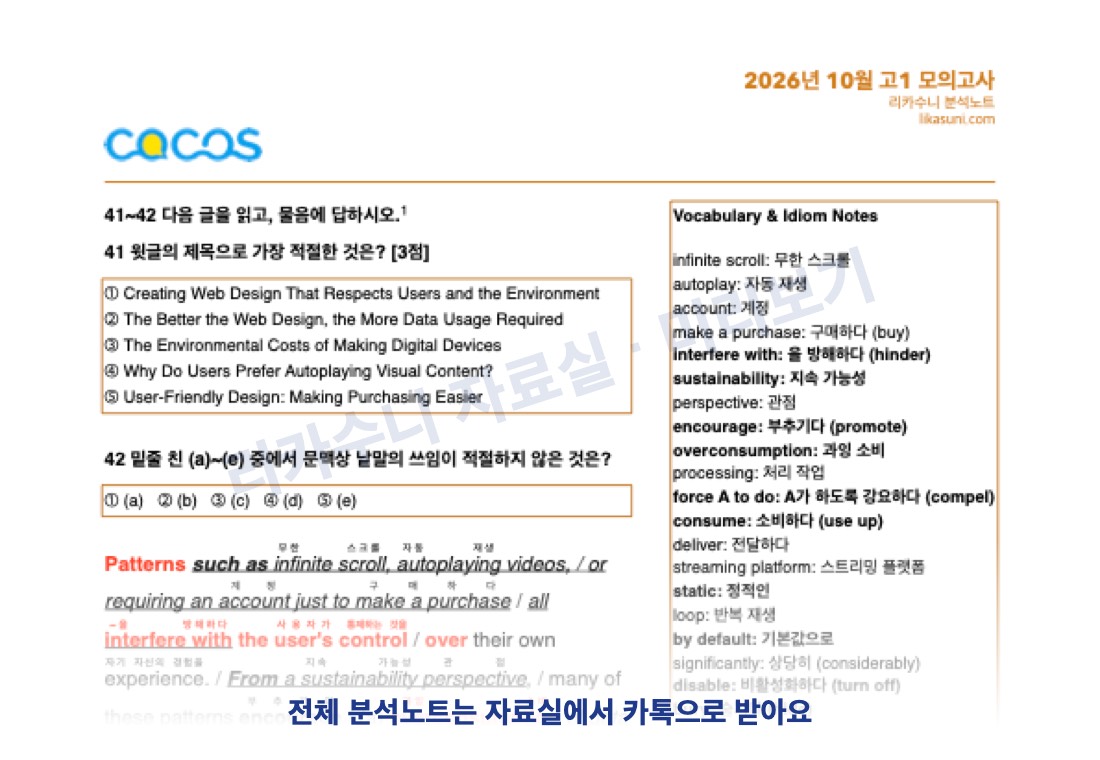 2026년 10월 고1 모의고사
리카수니 분석노트
likasuni.com
cacos
41~42 다음 글을 읽고, 물음에 답하시오.1
41 윗글의 제목으로 가장 적절한 것은? [3점]
① Creating Web Design That Respects Users and the Environment
② The Better the Web Design, the More Data Usage Required
③ The Environmental Costs of Making Digital Devices
④ Why Do Users Prefer Autoplaying Visual Content?
⑤ User-Friendly Design: Making Purchasing Easier
42 밑줄 친 (a)~(e) 중에서 문맥상 낱말의 쓰임이 적절하지 않은 것은?
① (a) ② (b) ③ (c) ④ (d) ⑤ (e)
무한 스크롤 자동 재생
Patterns such as infinite scroll, autoplaying videos, / or
계 정 구 매 하 다
requiring an account just to make a purchase / all
~을 방해하다 사용자가 통제하는 것을
interfere with the user's control / over their own
자기 자신의 경험을 지속 가능성 관 점
experience. / From a sustainability perspective, / many of
부 추
these patterns
Vocabulary & Idiom Notes
infinite scroll: 무한 스크롤
autoplay: 자동 재생
account: 계정
make a purchase: 구매하다 (buy)
interfere with: 을 방해하다 (hinder)
sustainability: 지속 가능성
perspective: 관점
encourage: 부추기다 (promote)
overconsumption: 과잉 소비
processing: 처리 작업
force A to do: A가 하도록 강요하다 (compel)
consume: 소비하다 (use up)
deliver: 전달하다
streaming platform: 스트리밍 플랫폼
static: 정적인
loop: 반복 재생
by default: 기본값으로
significantly: 상당히 (considerably)
disable: 비활성화하다 (turn off)
리카수니 자료실 · 미리보기
전체 분석노트는 자료실에서 카톡으로 받아요